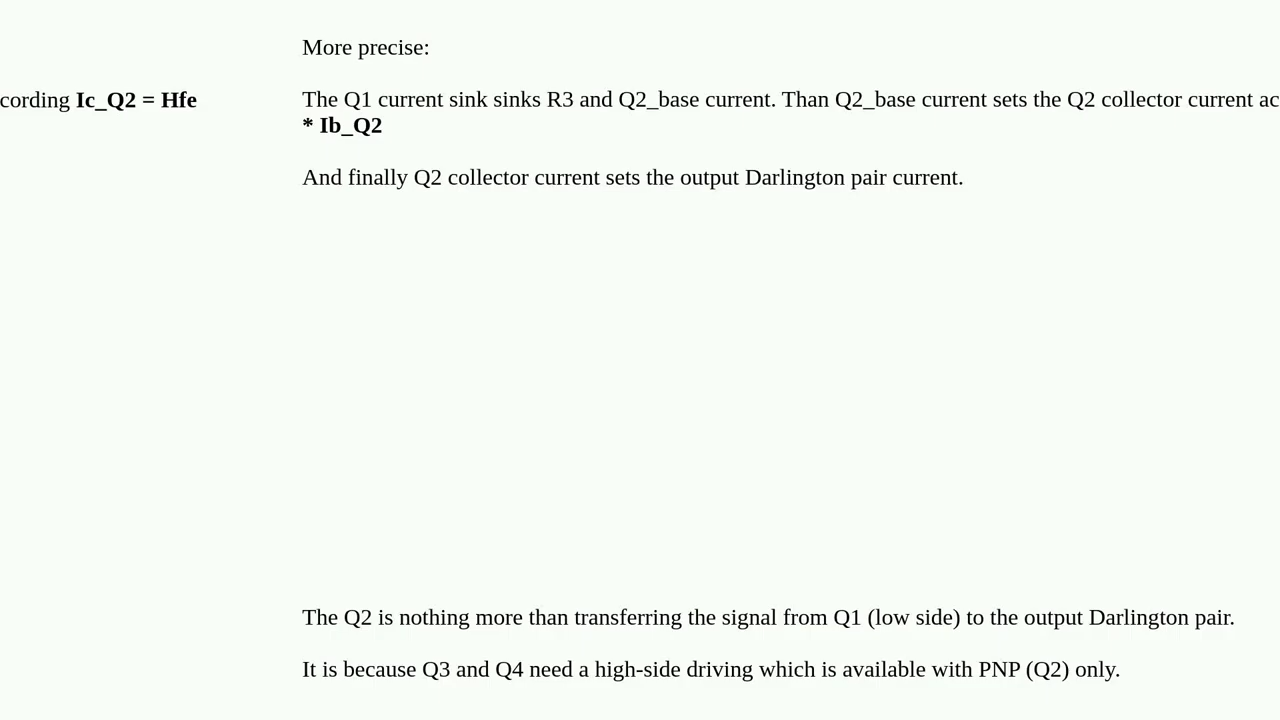 More precise:
The Q1 current sink sinks R3 and Q2_base current. Than Q2_base current sets the Q2 collector current ac
cording Ic_Q2 = Hfe
* Ib_Q2
And finally Q2 collector current sets the output Darlington pair current.
The Q2 is nothing more than transferring the signal from Q1 (low side) to the output Darlington pair.
It is because Q3 and Q4 need a high-side driving which is available with PNP (Q2) only.